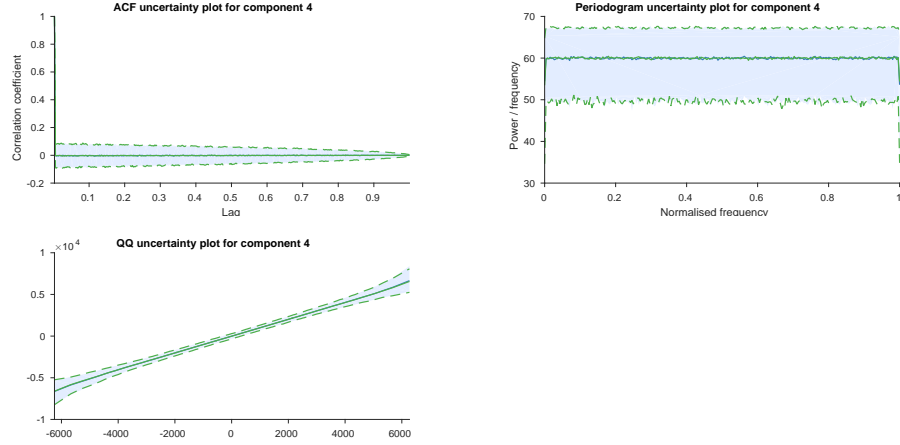 ACF uncertainty plot for component 4
1
0.8
0.6
0.4
0.2
0
-0.2
Correlation coefficient
0.1 0.2 0.3 0.4 0.5 0.6 0.7 0.8 0.9
Lag
Periodogram uncertainty plot for component 4
70
60
50
40
30
Power / frequency
0 0.2 0.4 0.6 0.8 1
Normalised frequency
QQ uncertainty plot for component 4
×10^4
1
0.5
0
-0.5
-1
-6000 -4000 -2000 0 2000 4000 6000